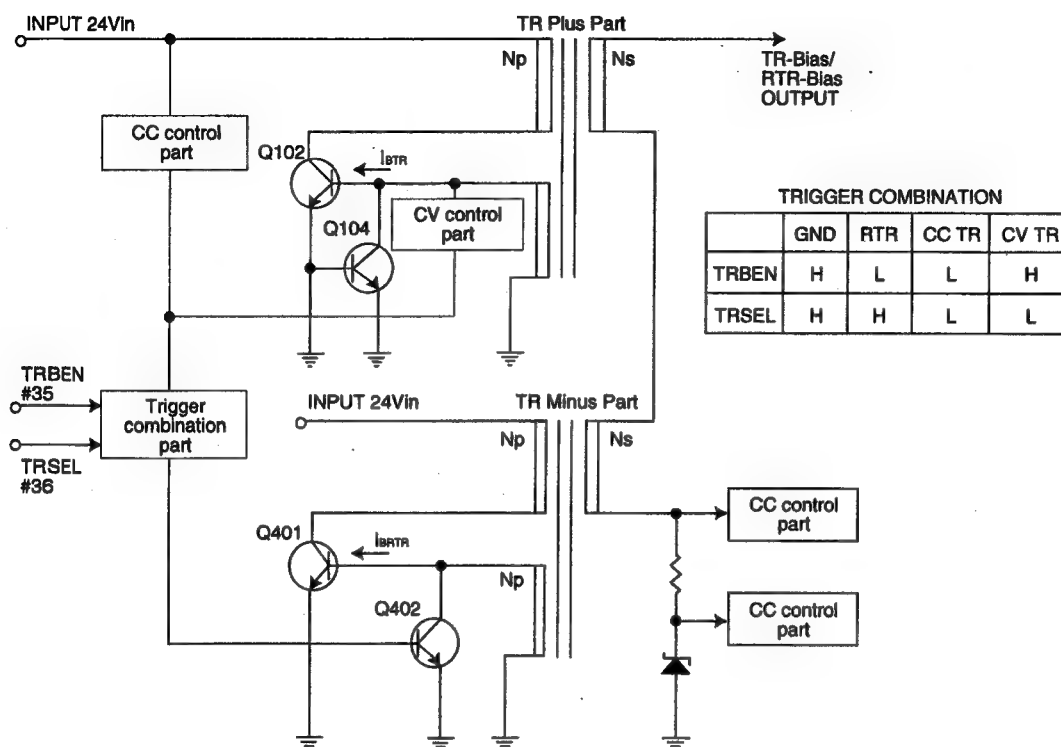 INPUT 24Vin
TR Plus Part
Np
Ns
TR-Bias/
RTR-Bias
OUTPUT
CC control
part
Q102
IBTR
CV control
part
Q104
TRIGGER COMBINATION
GND RTR CC TR CV TR
TRBEN H L L H
TRSEL H H L L
TRBEN
#35
Trigger
combination
part
TRSEL
#36
INPUT 24Vin
TR Minus Part
Np
Ns
CC control
part
Q401
IBRTR
Np
Q402
CC control
part